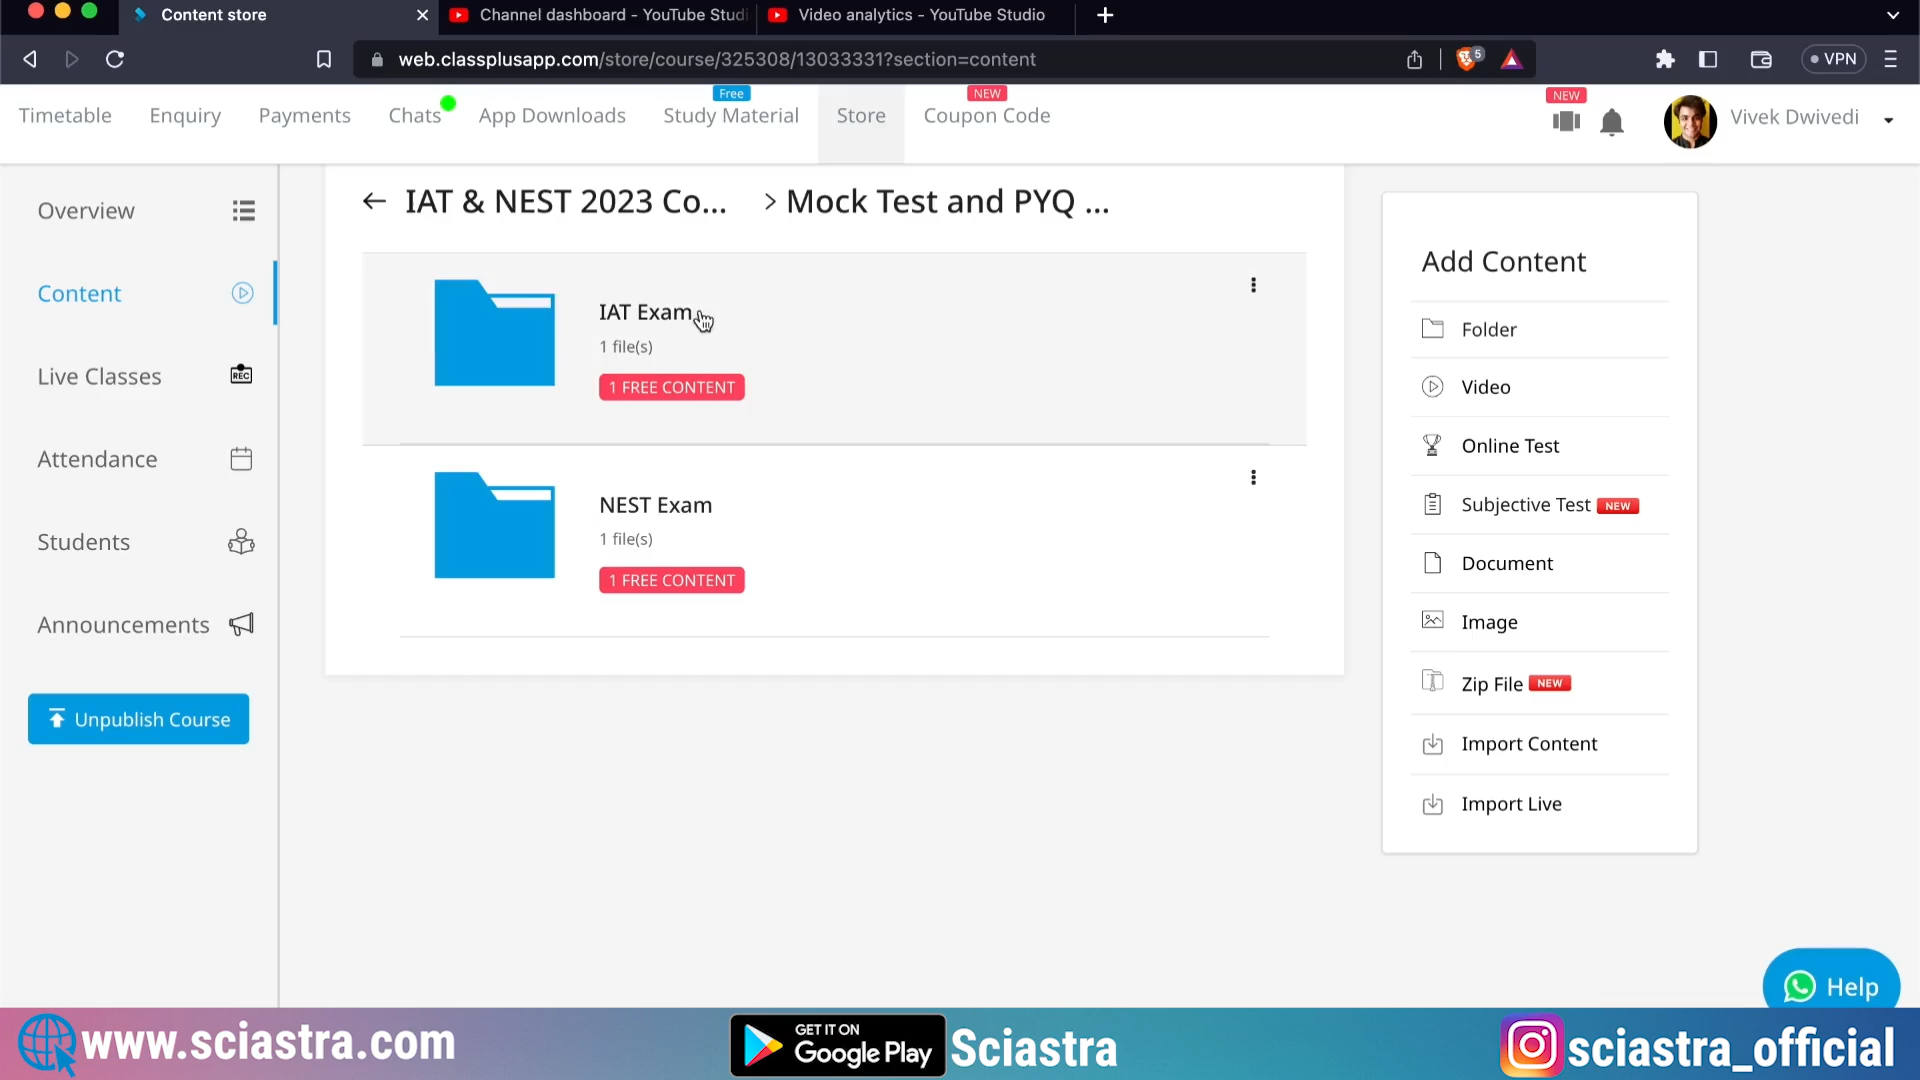 Content store
Channel dashboard - YouTube Studi
Video analytics - YouTube Studio
web.classplusapp.com/store/course/325308/13033331?section=content
5
VPN
Timetable
Enquiry
Payments
Chats
App Downloads
Free
Study Material
Store
NEW
Coupon Code
NEW
Vivek Dwivedi
Overview
Content
Live Classes
REC
Attendance
Students
Announcements
Unpublish Course
IAT & NEST 2023 Co... > Mock Test and PYQ ...
IAT Exam
1 file(s)
1 FREE CONTENT
NEST Exam
1 file(s)
1 FREE CONTENT
Add Content
Folder
Video
Online Test
Subjective Test NEW
Document
Image
Zip File NEW
Import Content
Import Live
Help
www.sciastra.com
GET IT ON
Google Play
Sciastra
sciastra_official